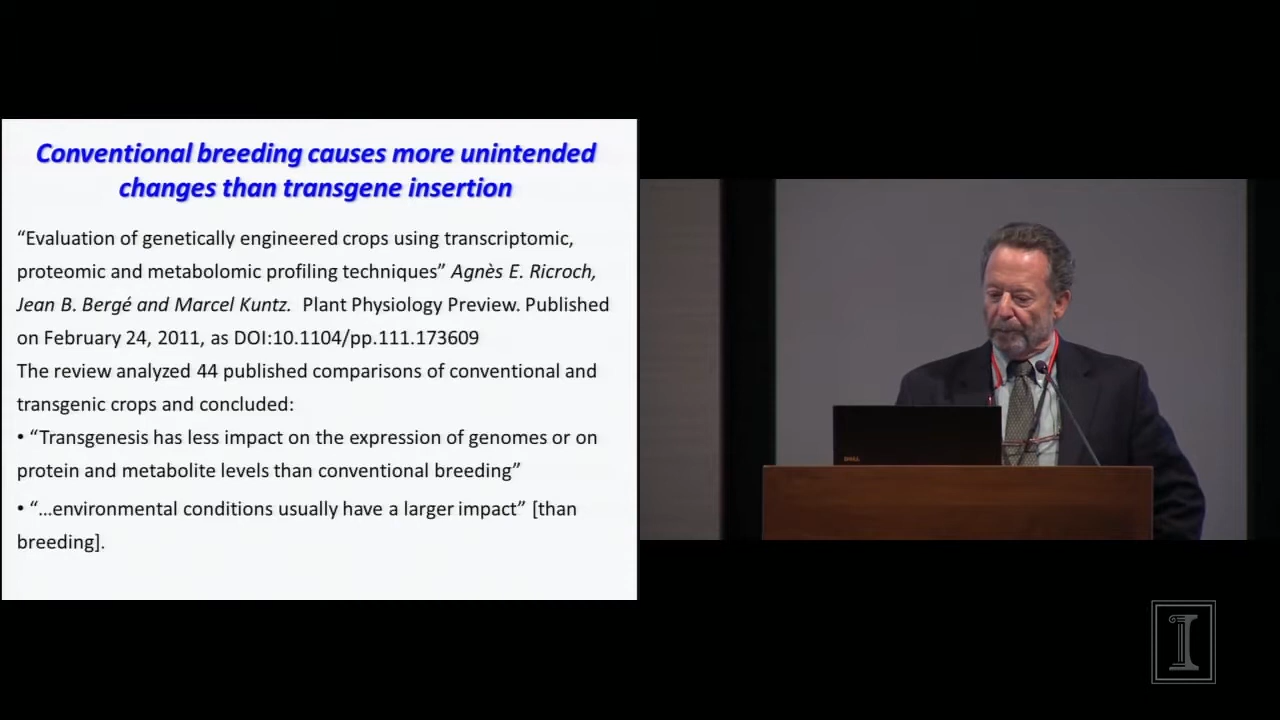 Conventional breeding causes more unintended
changes than transgene insertion
“Evaluation of genetically engineered crops using transcriptomic,
proteomic and metabolomic profiling techniques” Agnès E. Ricroch,
Jean B. Bergé and Marcel Kuntz. Plant Physiology Preview. Published
on February 24, 2011, as DOI:10.1104/pp.111.173609
The review analyzed 44 published comparisons of conventional and
transgenic crops and concluded:
• “Transgenesis has less impact on the expression of genomes or on
protein and metabolite levels than conventional breeding”
• “…environmental conditions usually have a larger impact” [than
breeding].
DELL
I